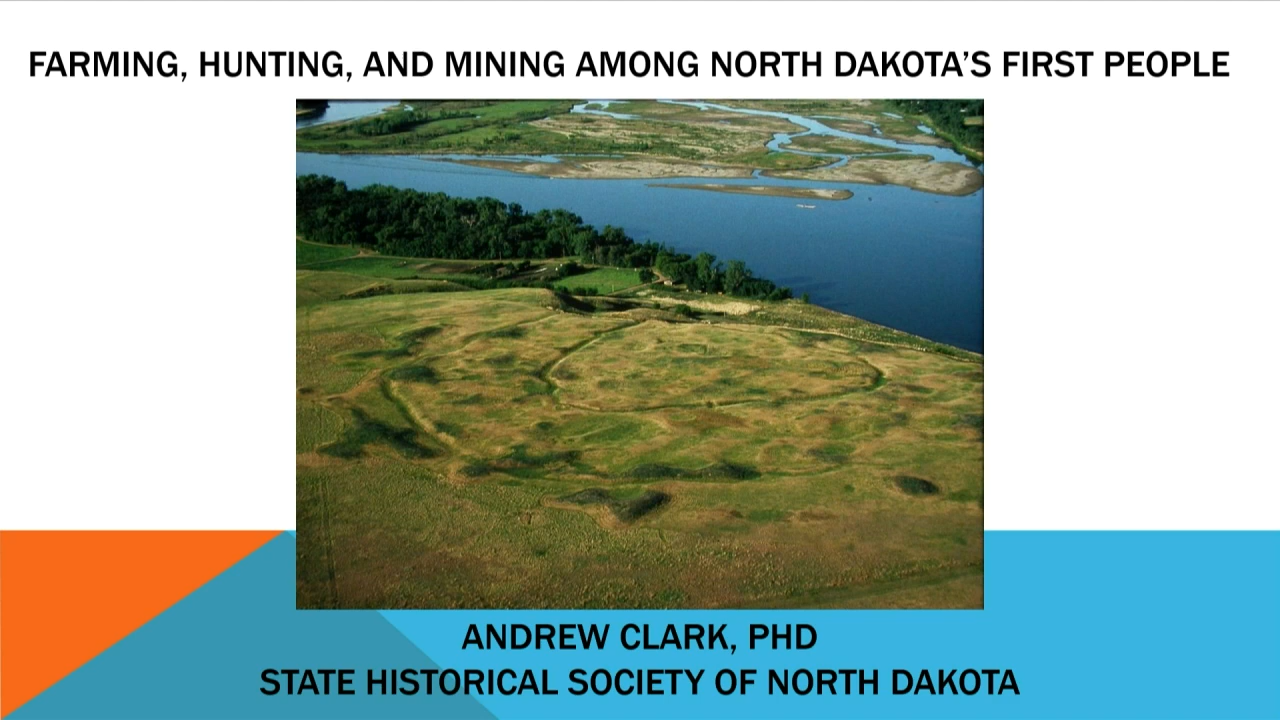 FARMING, HUNTING, AND MINING AMONG NORTH DAKOTA’S FIRST PEOPLE
ANDREW CLARK, PHD
STATE HISTORICAL SOCIETY OF NORTH DAKOTA